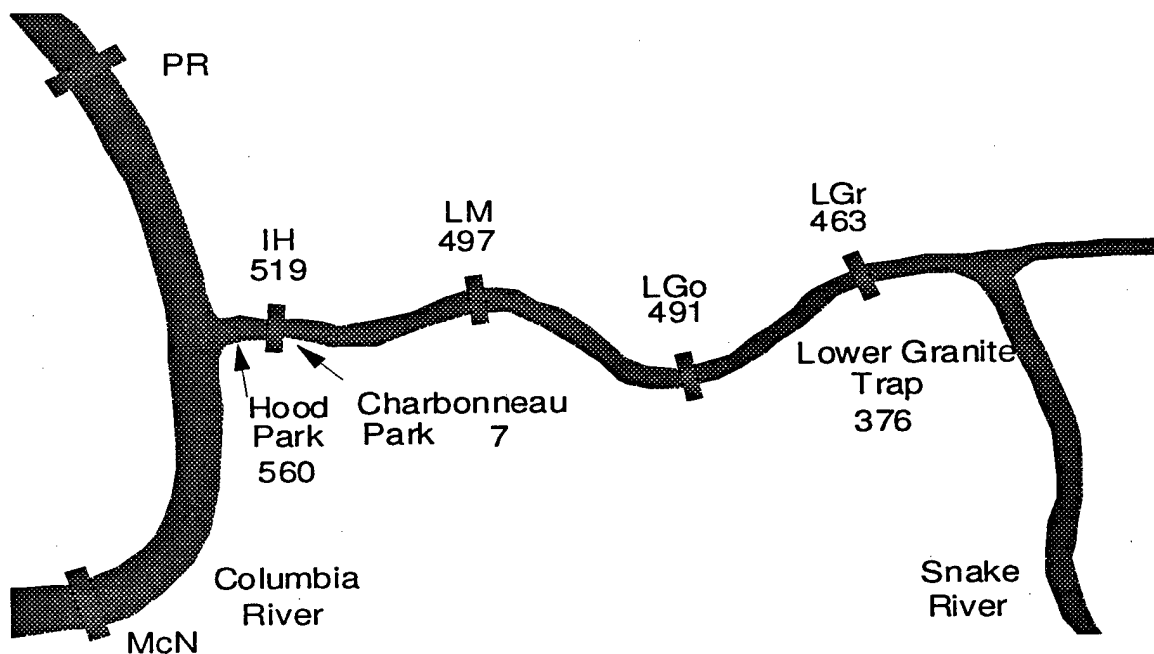 PR
LGr
463
LM
497
IH
519
LGo
491
Lower Granite
Trap
376
Hood
Park
560
Charbonneau
Park 7
Columbia
River
Snake
River
McN